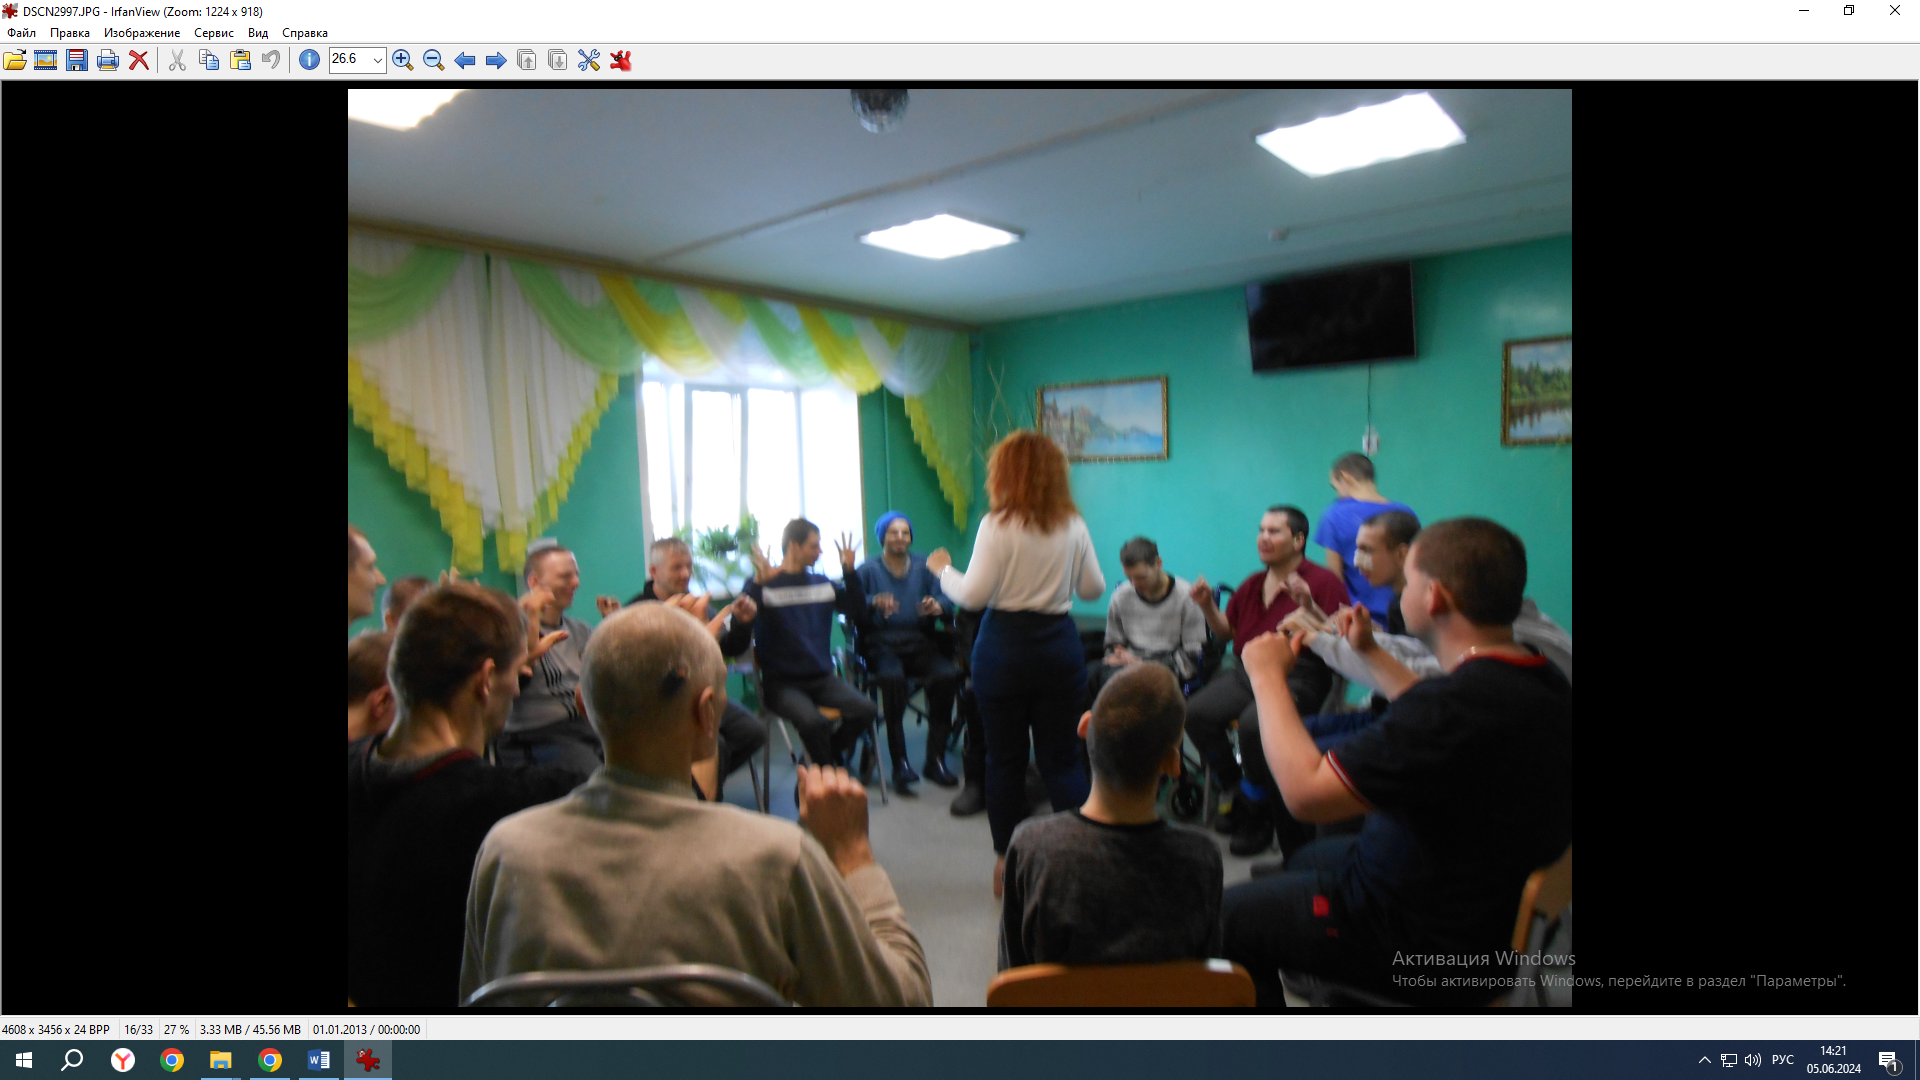 DSCN2997.JPG - IrfanView (Zoom: 1224 x 918)
Файл Правка Изображение Сервис Вид Справка
26.6
Активация Windows
Чтобы активировать Windows, перейдите в раздел "Параметры".
4608 x 3456 x 24 BPP 16/33 27 % 3.33 MB / 45.56 MB 01.01.2013 / 00:00:00
РУС 14:21
05.06.2024
1